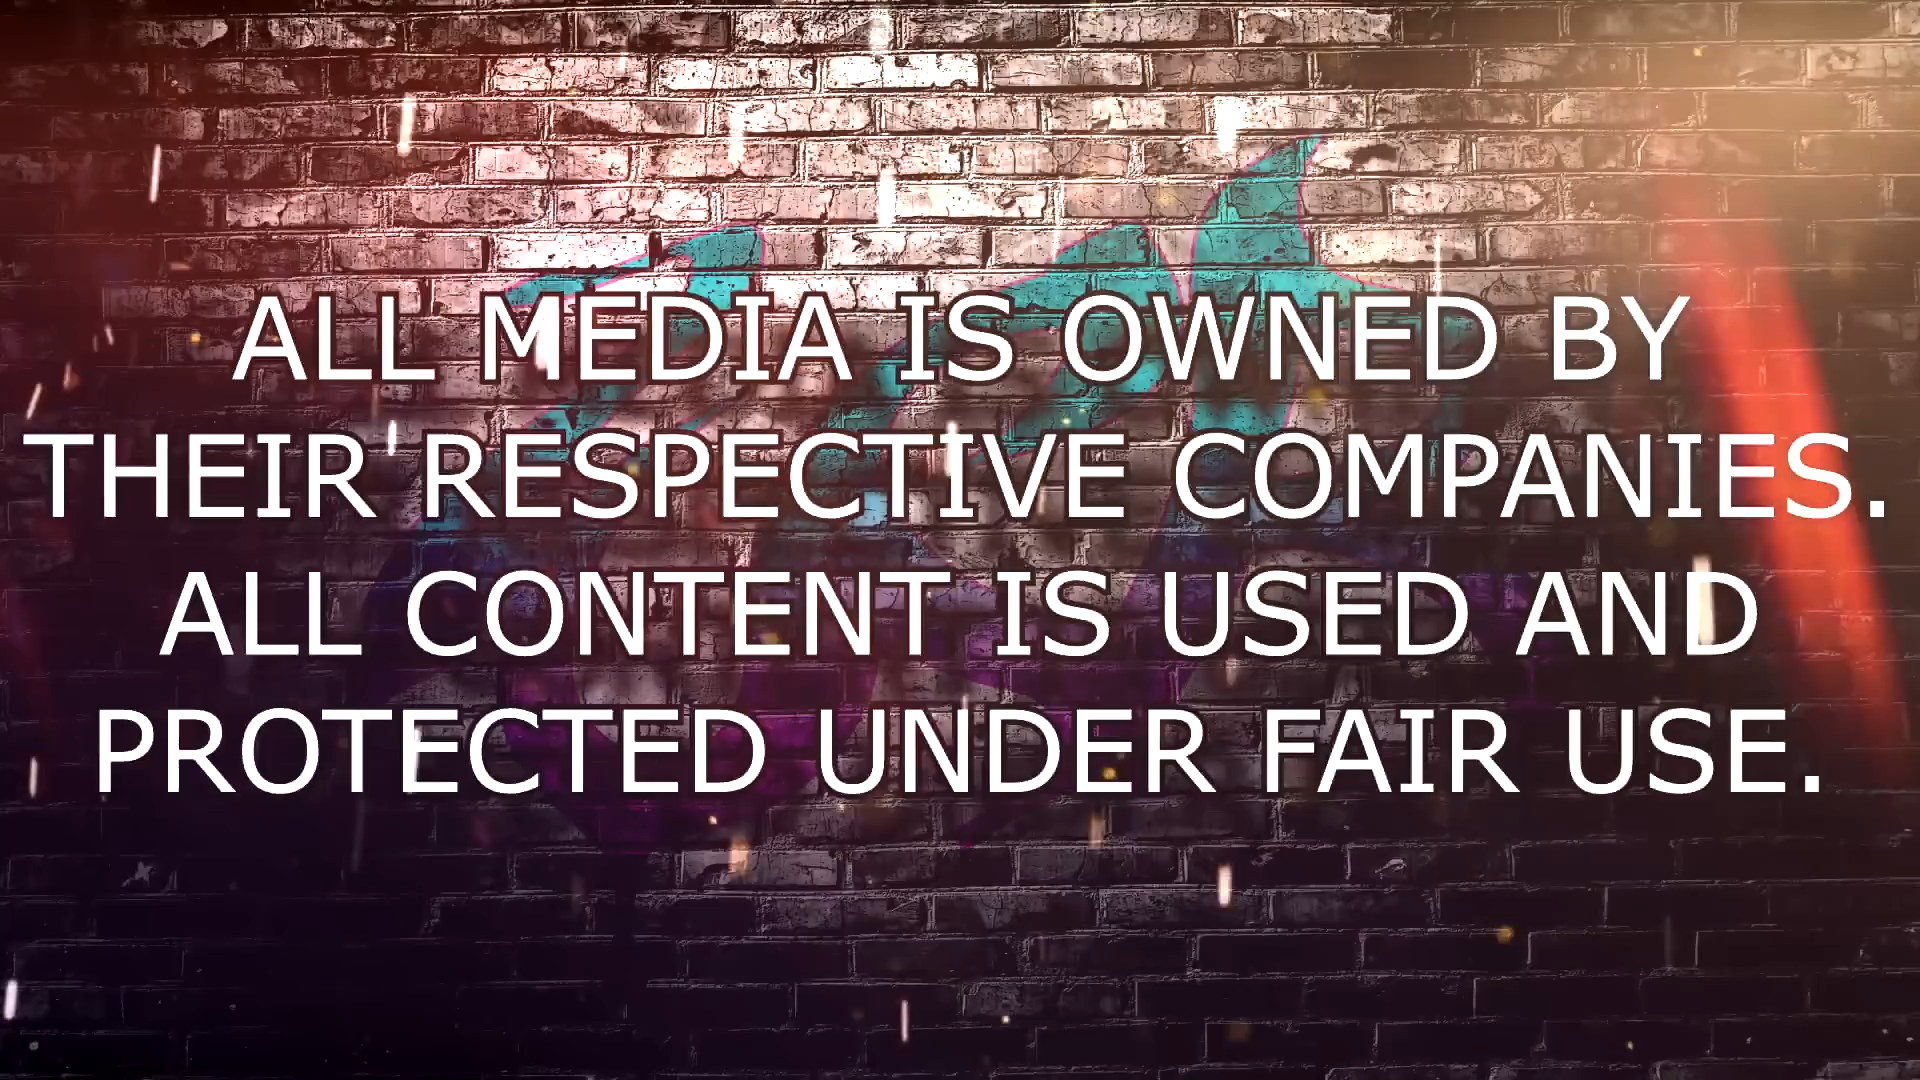 ALL MEDIA IS OWNED BY
THEIR RESPECTIVE COMPANIES.
ALL CONTENT IS USED AND
PROTECTED UNDER FAIR USE.